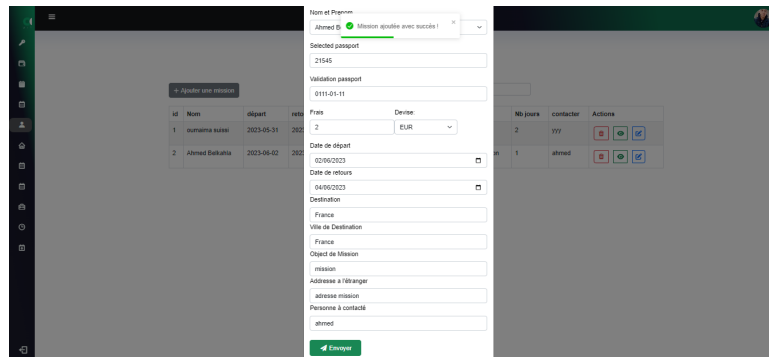 Nom et Prenom
Ahmed B
Mission ajoutée avec succès !
Selected passport
21545
Validation passport
0111-01-11
+ Ajouter une mission
Frais Devise:
2 EUR
id Nom départ reto Nb jours contacter Actions
1 oumaima suissi 2023-05-31 2023 2 yyy
2 Ahmed Belkahla 2023-06-02 2023 on 1 ahmed
Date de départ
02/06/2023
Date de retours
04/06/2023
Destination
France
Ville de Destination
France
Object de Mission
mission
Addresse a l'étranger
adresse mission
Personne à contacté
ahmed
Envoyer